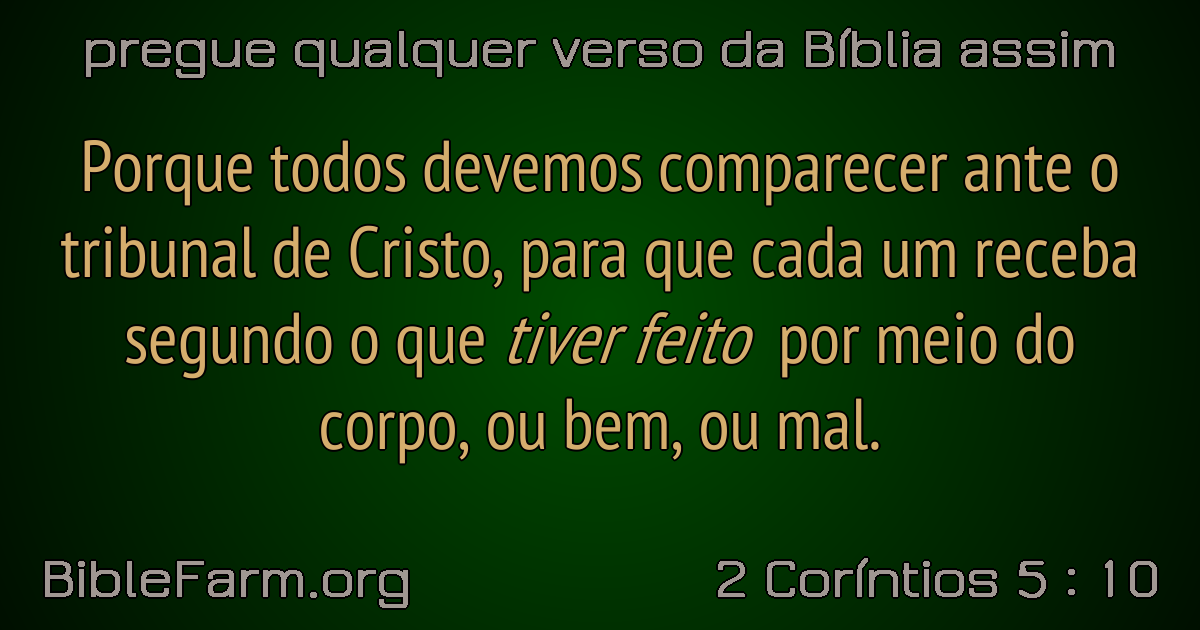 pregue qualquer verso da Bíblia assim
Porque todos devemos comparecer ante o
tribunal de Cristo, para que cada um receba
segundo o que tiver feito por meio do
corpo, ou bem, ou mal.
BibleFarm.org
2 Coríntios 5 : 10